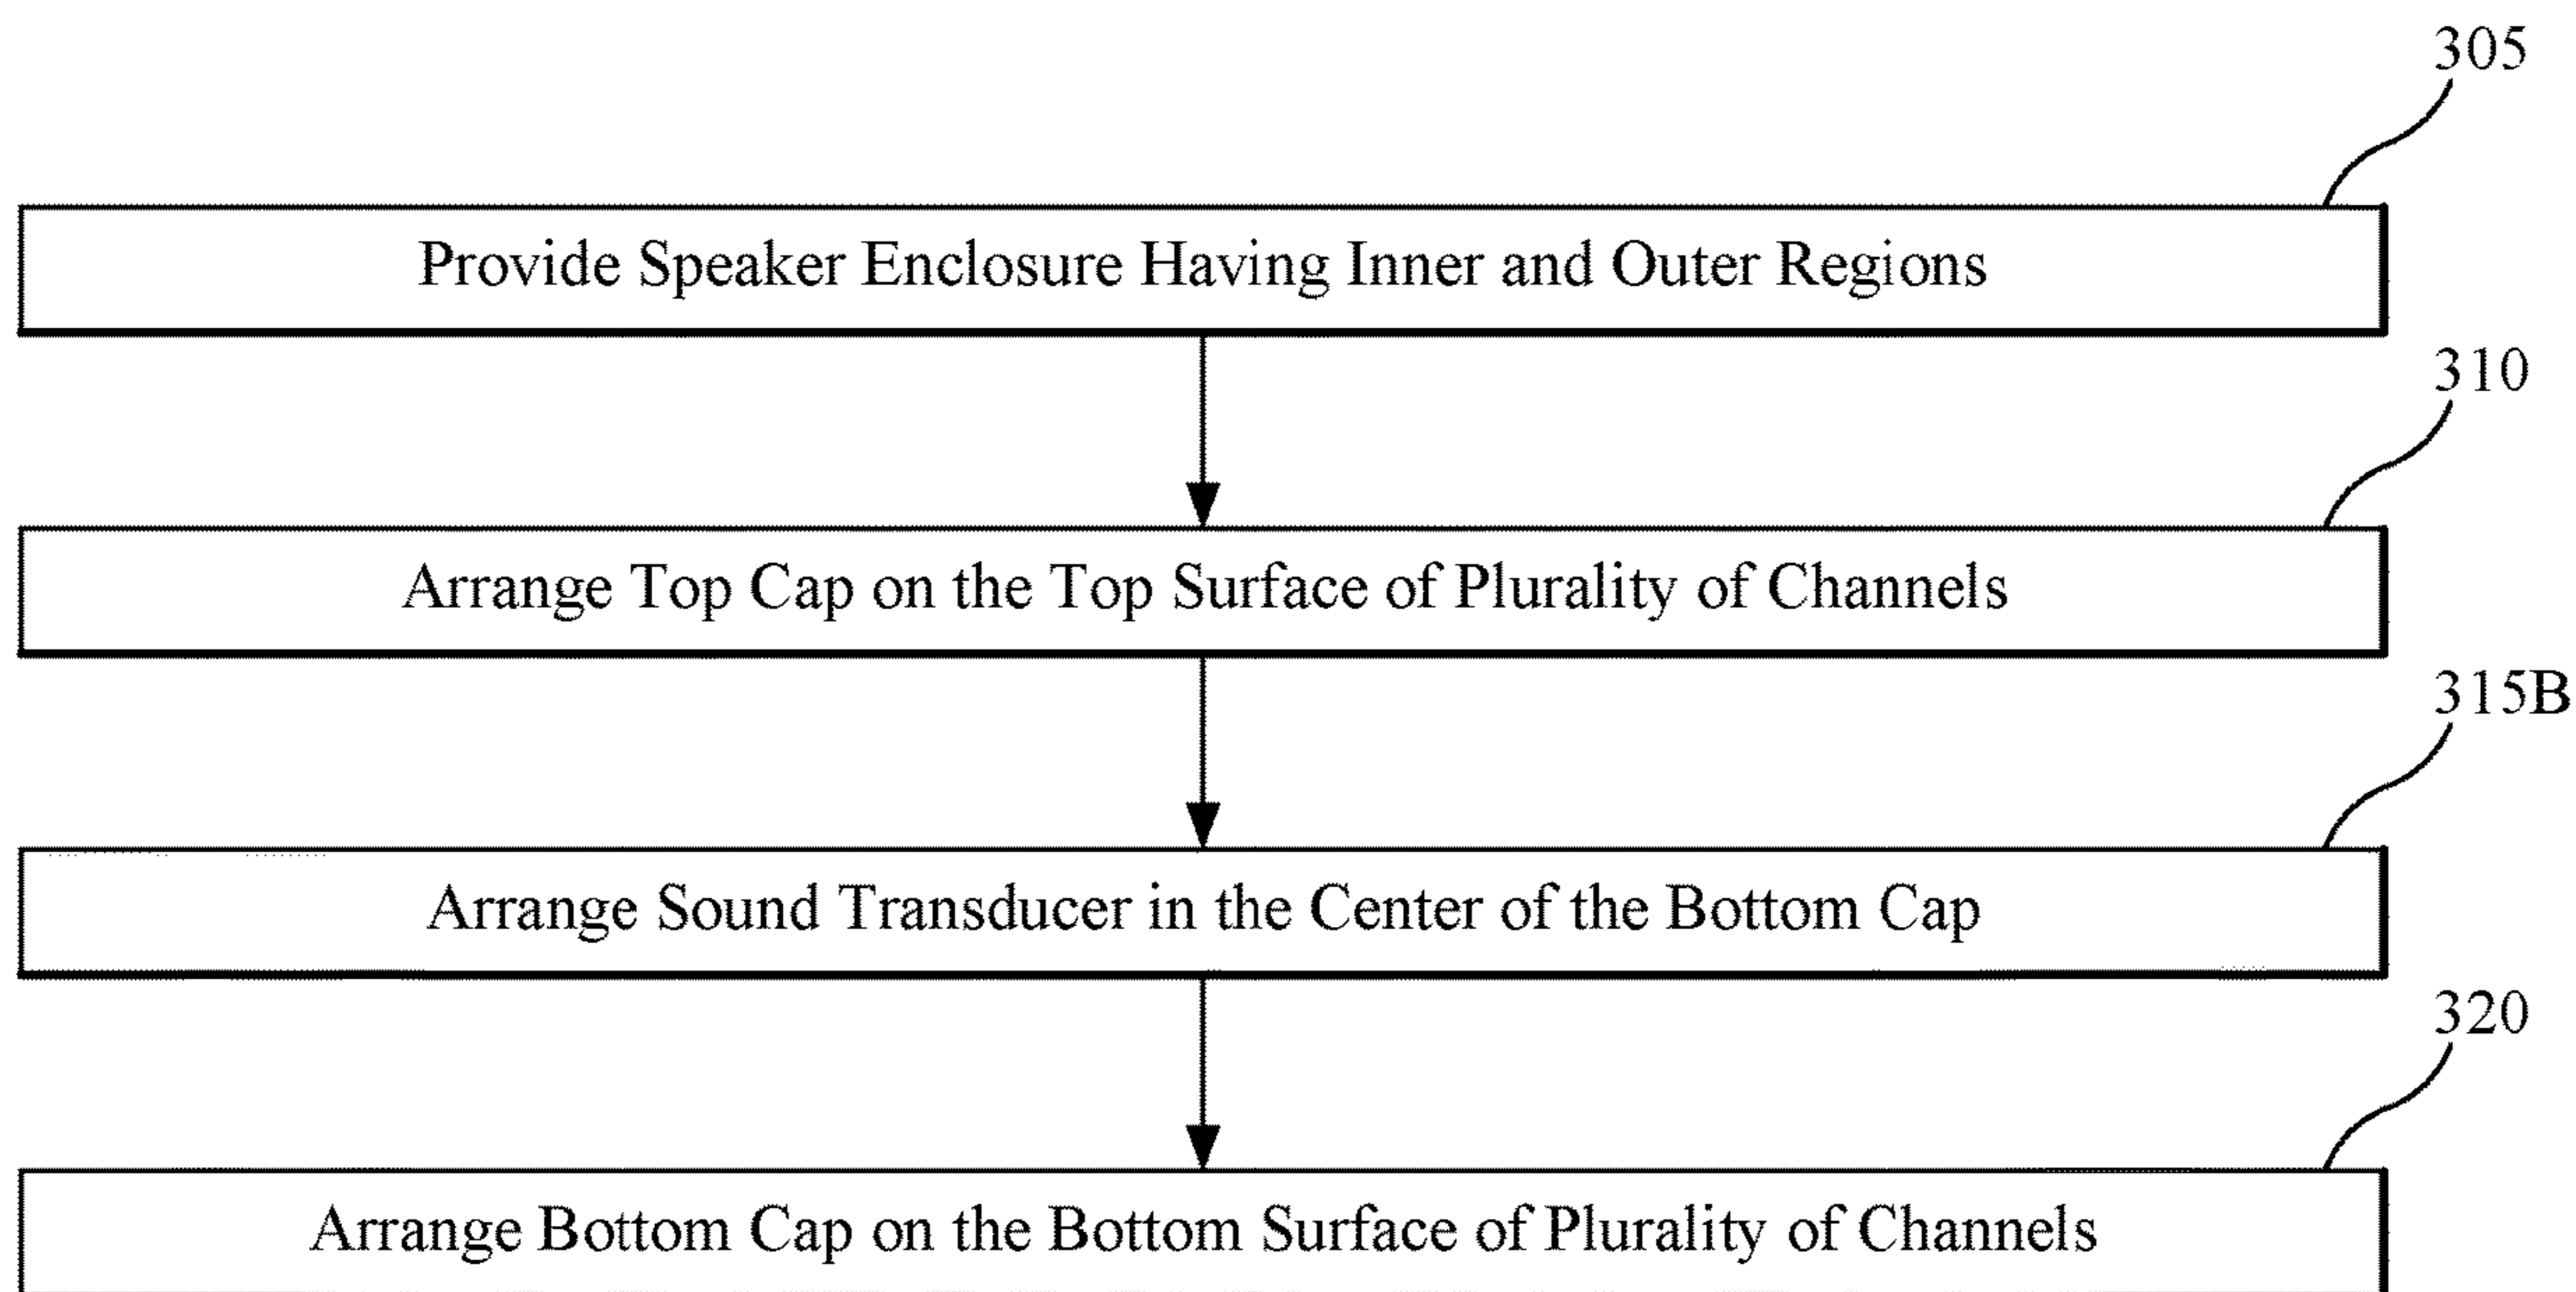 305
Provide Speaker Enclosure Having Inner and Outer Regions
310
Arrange Top Cap on the Top Surface of Plurality of Channels
315B
Arrange Sound Transducer in the Center of the Bottom Cap
320
Arrange Bottom Cap on the Bottom Surface of Plurality of Channels